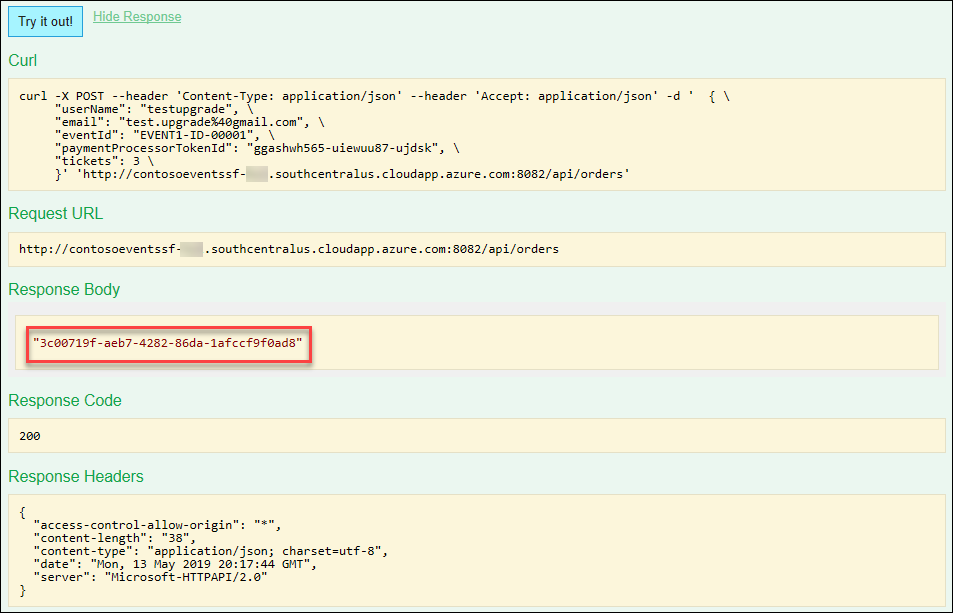 Try it out! Hide Response
Curl
curl -X POST --header 'Content-Type: application/json' --header 'Accept: application/json' -d ' { \
"userName": "testupgrade", \
"email": "test.upgrade%40gmail.com", \
"eventId": "EVENT1-ID-00001", \
"paymentProcessorTokenId": "ggashwh565-uiewuu87-ujdsk", \
"tickets": 3 \
}' 'http://contosoeventssf- .southcentralus.cloudapp.azure.com:8082/api/orders'
Request URL
http://contosoeventssf- .southcentralus.cloudapp.azure.com:8082/api/orders
Response Body
"3c00719f-aeb7-4282-86da-1afccf9f0ad8"
Response Code
200
Response Headers
{
"access-control-allow-origin": "*",
"content-length": "38",
"content-type": "application/json; charset=utf-8",
"date": "Mon, 13 May 2019 20:17:44 GMT",
"server": "Microsoft-HTTPAPI/2.0"
}